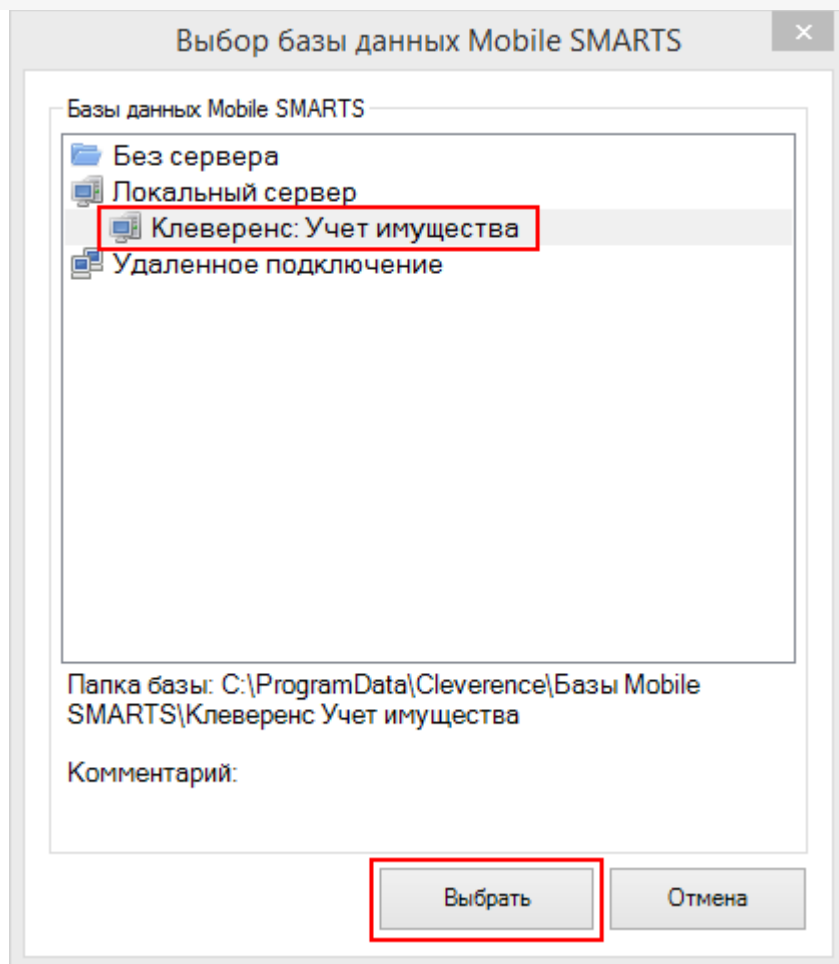 Выбор базы данных Mobile SMARTS
Базы данных Mobile SMARTS
Без сервера
Локальный сервер
Клеверенс: Учет имущества
Удаленное подключение
Папка базы: C:\ProgramData\Cleverence\Базы Mobile
SMARTS\Клеверенс Учет имущества
Комментарий:
Выбрать
Отмена